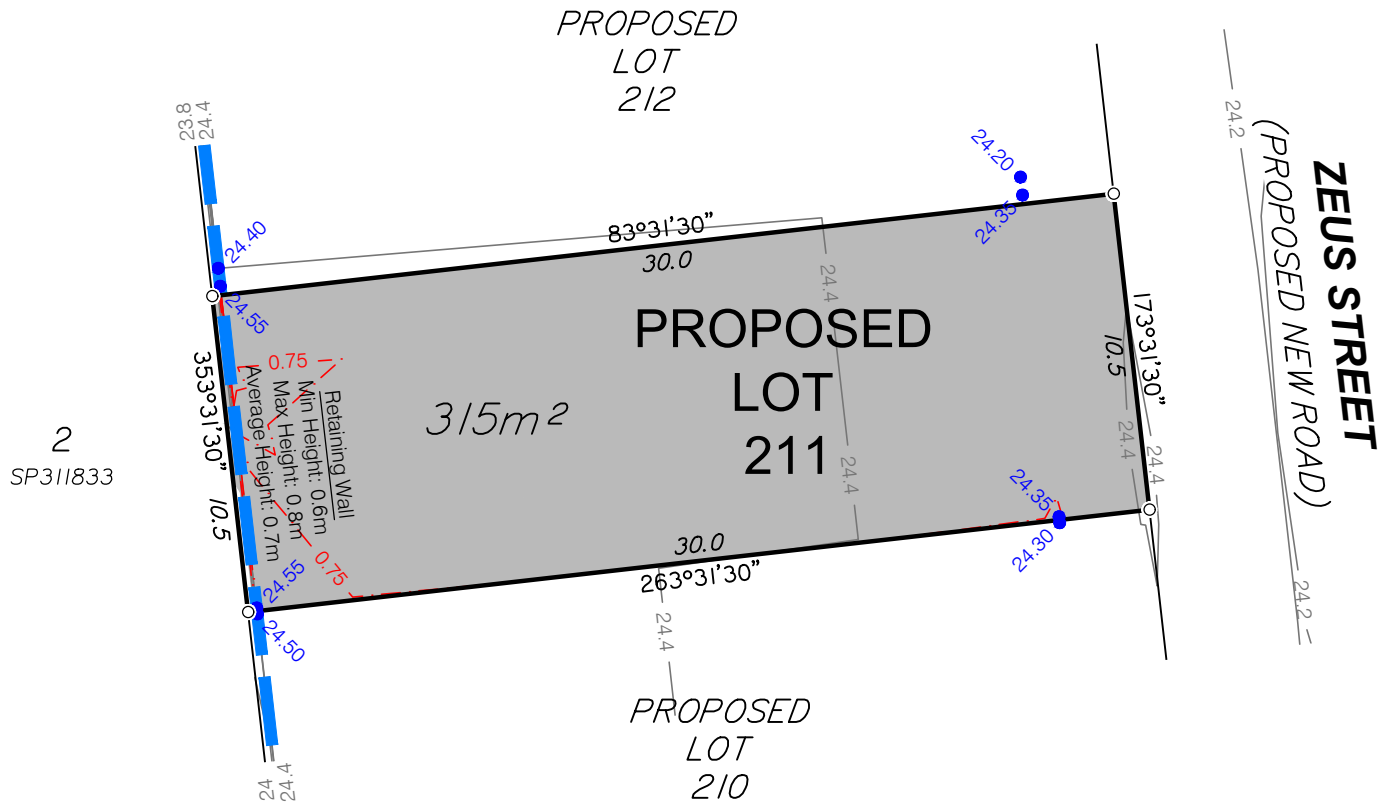 PROPOSED
LOT
212
23.8
24.4
24.2
ZEUS STREET
(PROPOSED NEW ROAD)
24.20
24.35
24.40
83°31'30"
30.0
24.55
24.4
PROPOSED
LOT
211
315m²
173°31'30"
10.5
353°31'30"
10.5
0.75
Retaining Wall
Min Height: 0.6m
Max Height: 0.8m
Average Height: 0.7m
0.75
2
SP311833
24.4
24.4
24.4
24.35
24.30
30.0
263°31'30"
24.55
24.50
24.4
24.2
PROPOSED
LOT
210
24
24.4